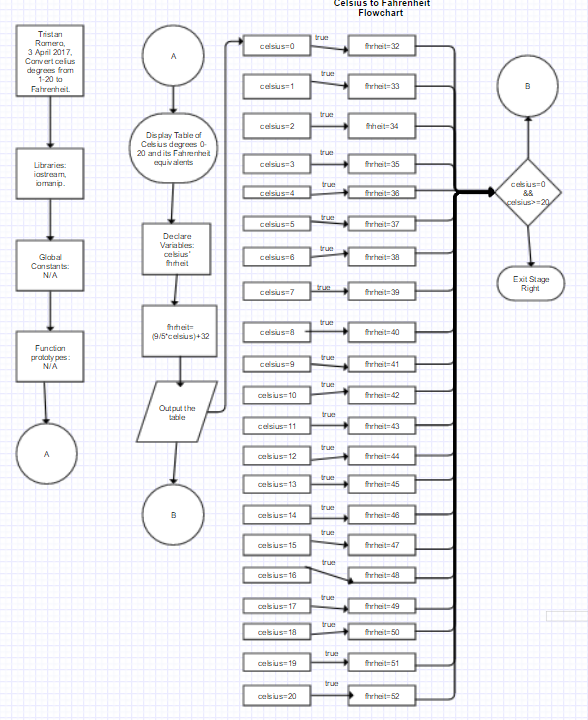 Celsius to Fahrenheit
Flowchart
Tristan
Romero,
3 April 2017,
Convert celius
degrees from
1-20 to
Fahrenheit.
Libraries:
iostream,
iomanip.
Global
Constants:
N/A
Function
prototypes:
N/A
A
A
Display Table of
Celsius degrees 0-
20 and its Fahrenheit
equivalents
Declare
Variables:
celsius'
fhrheit
fhrheit=
(9/5*celsius)+32
Output the
table
B
celsius=0
true
fhrheit=32
celsius=1
true
fhrheit=33
celsius=2
true
fhheit=34
celsius=3
true
fhrheit=35
celsius=4
true
fhrheit=36
celsius=5
true
fhrheit=37
celsius=6
true
fhrheit=38
celsius=7
true
fhrheit=39
celsius=8
true
fhrheit=40
celsius=9
true
fhrheit=41
celsius=10
true
fhrheit=42
celsius=11
true
fhrheit=43
celsius=12
true
fhrheit=44
celsius=13
true
fhrheit=45
celsius=14
true
fhrheit=46
celsius=15
true
fhrheit=47
celsius=16
true
fhrheit=48
celsius=17
true
fhrheit=49
celsius=18
true
fhrheit=50
celsius=19
true
fhrheit=51
celsius=20
true
fhrheit=52
B
celsius=0
&&
celsius>=20
Exit Stage
Right